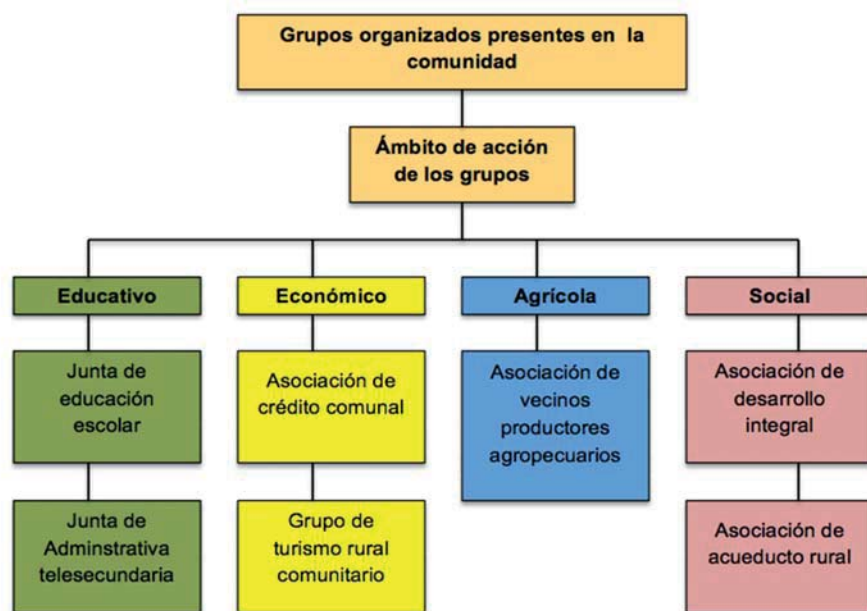 Grupos organizados presentes en la
comunidad
Ámbito de acción
de los grupos
Educativo
Económico
Agrícola
Social
Junta de
educación
escolar
Asociación de
crédito comunal
Asociación de
vecinos
productores
agropecuarios
Asociación de
desarrollo
integral
Junta de
Adminstrativa
telesecundaria
Grupo de
turismo rural
comunitario
Asociación de
acueducto rural